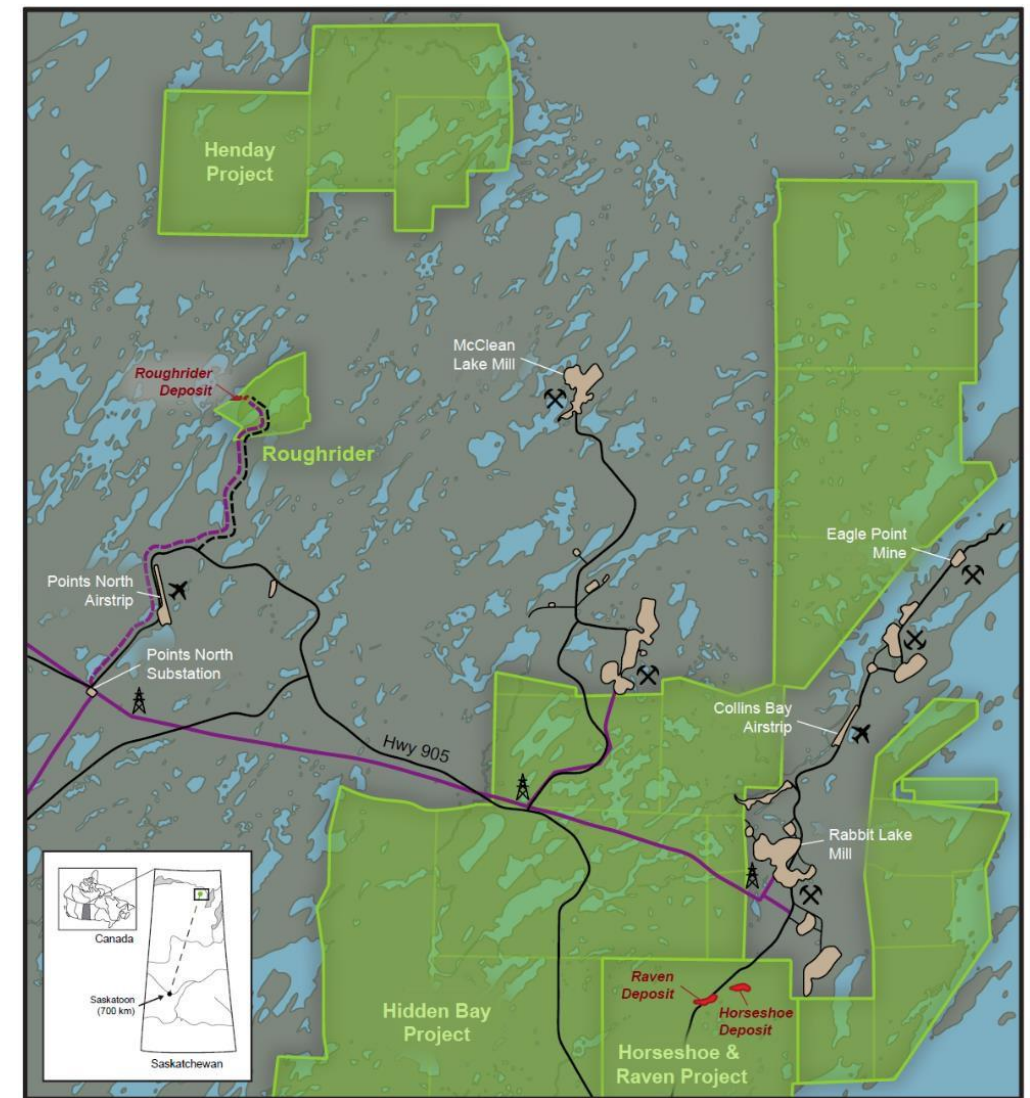 Henday
Project
McClean
Lake Mill
Roughrider
Deposit
Roughrider
Eagle Point
Mine
Points North
Airstrip
Points North
Substation
Collins Bay
Airstrip
Hwy 905
Rabbit Lake
Mill
Canada
Saskatoon
(700 km)
Saskatchewan
Raven
Deposit
Horseshoe
Deposit
Hidden Bay
Project
Horseshoe &
Raven Project